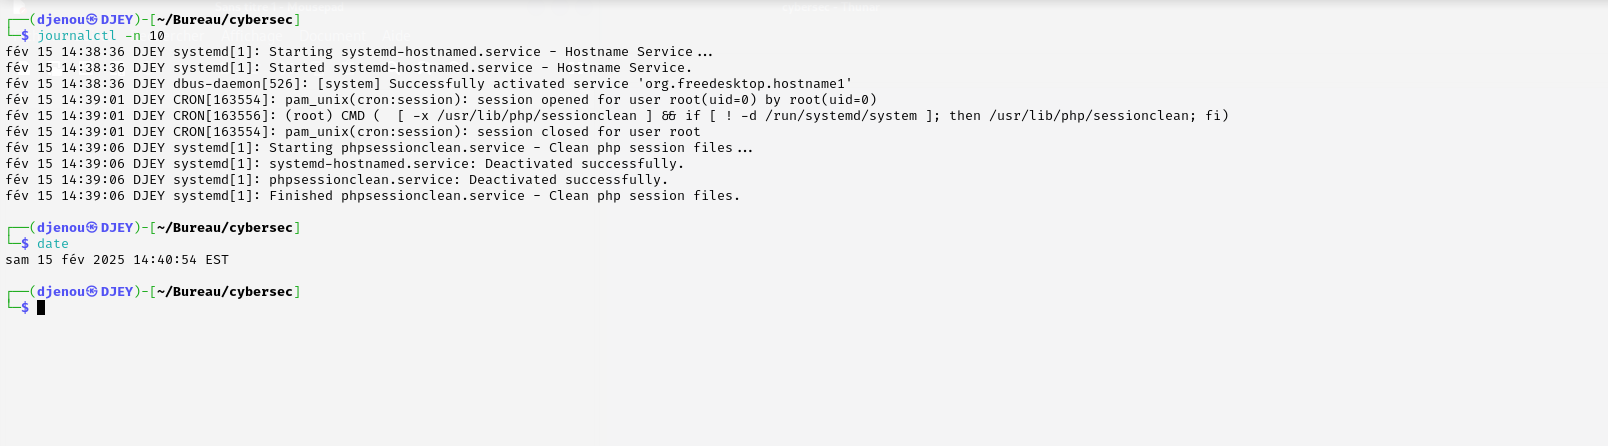 ┌──(djenou㉿DJEY)-[~/Bureau/cybersec]
└─$ journalctl -n 10
fév 15 14:38:36 DJEY systemd[1]: Starting systemd-hostnamed.service - Hostname Service...
fév 15 14:38:36 DJEY systemd[1]: Started systemd-hostnamed.service - Hostname Service.
fév 15 14:38:36 DJEY dbus-daemon[526]: [system] Successfully activated service 'org.freedesktop.hostname1'
fév 15 14:39:01 DJEY CRON[163554]: pam_unix(cron:session): session opened for user root(uid=0) by root(uid=0)
fév 15 14:39:01 DJEY CRON[163556]: (root) CMD (  [ -x /usr/lib/php/sessionclean ] && if [ ! -d /run/systemd/system ]; then /usr/lib/php/sessionclean; fi)
fév 15 14:39:01 DJEY CRON[163554]: pam_unix(cron:session): session closed for user root
fév 15 14:39:06 DJEY systemd[1]: Starting phpsessionclean.service - Clean php session files...
fév 15 14:39:06 DJEY systemd[1]: systemd-hostnamed.service: Deactivated successfully.
fév 15 14:39:06 DJEY systemd[1]: phpsessionclean.service: Deactivated successfully.
fév 15 14:39:06 DJEY systemd[1]: Finished phpsessionclean.service - Clean php session files.
┌──(djenou㉿DJEY)-[~/Bureau/cybersec]
└─$ date
sam 15 fév 2025 14:40:54 EST
┌──(djenou㉿DJEY)-[~/Bureau/cybersec]
└─$